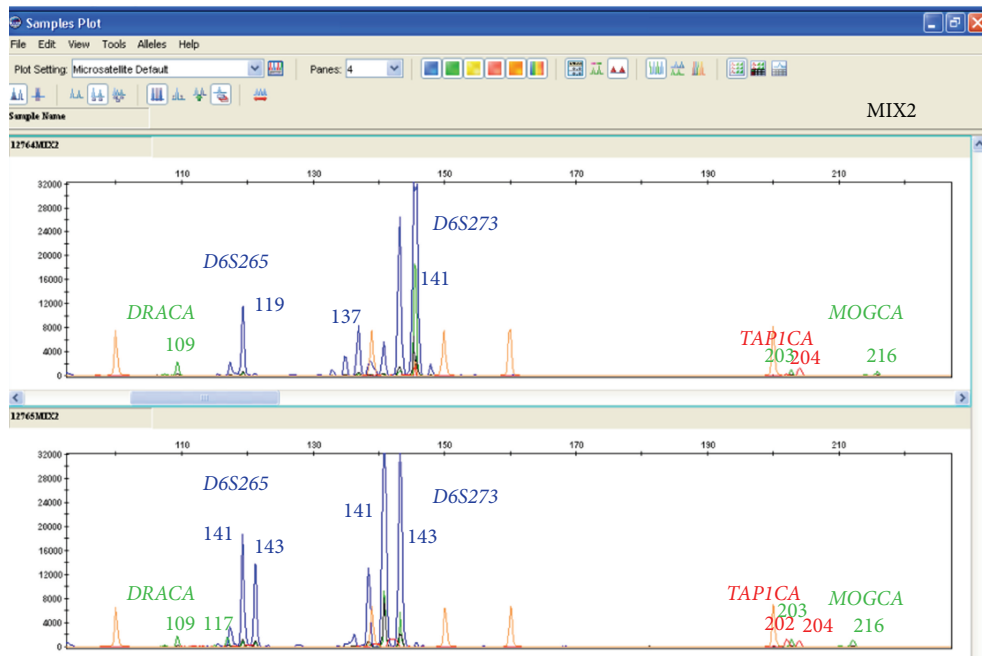 Samples Plot
File Edit View Tools Alleles Help
Plot Setting: Microsatellite Default Panes: 4
Sample Name
MIX2
12764MIX2
110 130 150 170 190 210
32000
28000
24000
20000
16000
12000
8000
4000
0
D6S273
D6S265
141
DRACA
119
137
MOGCA
109
TAP1CA
203 204
216
12765MIX2
110 130 150 170 190 210
32000
28000
24000
20000
16000
12000
8000
4000
0
D6S265
D6S273
141
141 143
143
DRACA
TAP1CA
MOGCA
203
109 117
202 204 216